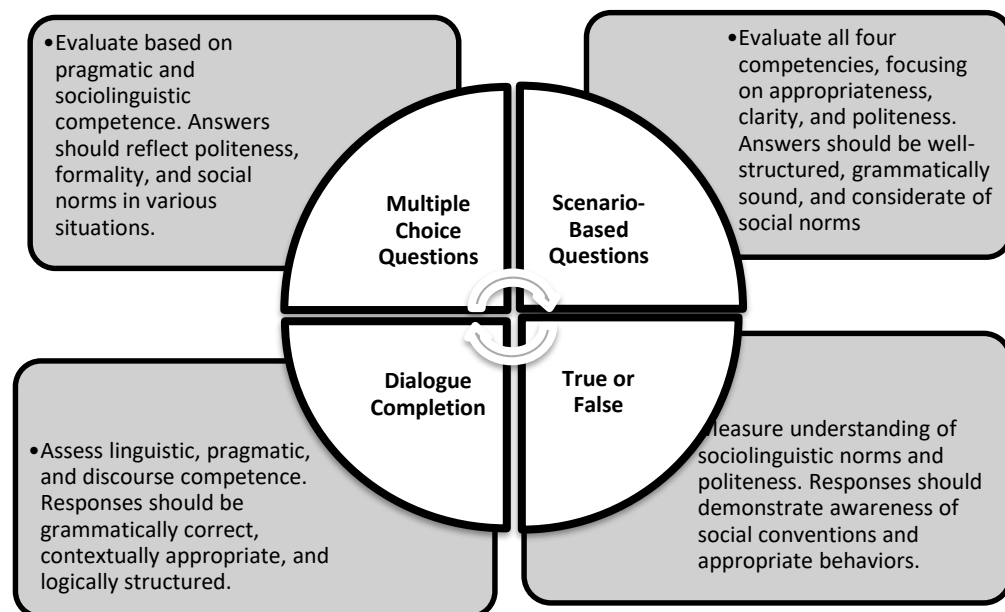 •Evaluate based on
pragmatic and
sociolinguistic
competence. Answers
should reflect politeness,
formality, and social
norms in various
situations.
•Evaluate all four
competencies, focusing
on appropriateness,
clarity, and politeness.
Answers should be well-
structured, grammatically
sound, and considerate of
social norms
Multiple
Choice
Questions
Scenario-
Based
Questions
Dialogue
Completion
True or
False
•Assess linguistic, pragmatic,
and discourse competence.
Responses should be
grammatically correct,
contextually appropriate, and
logically structured.
Measure understanding of
sociolinguistic norms and
politeness. Responses should
demonstrate awareness of
social conventions and
appropriate behaviors.